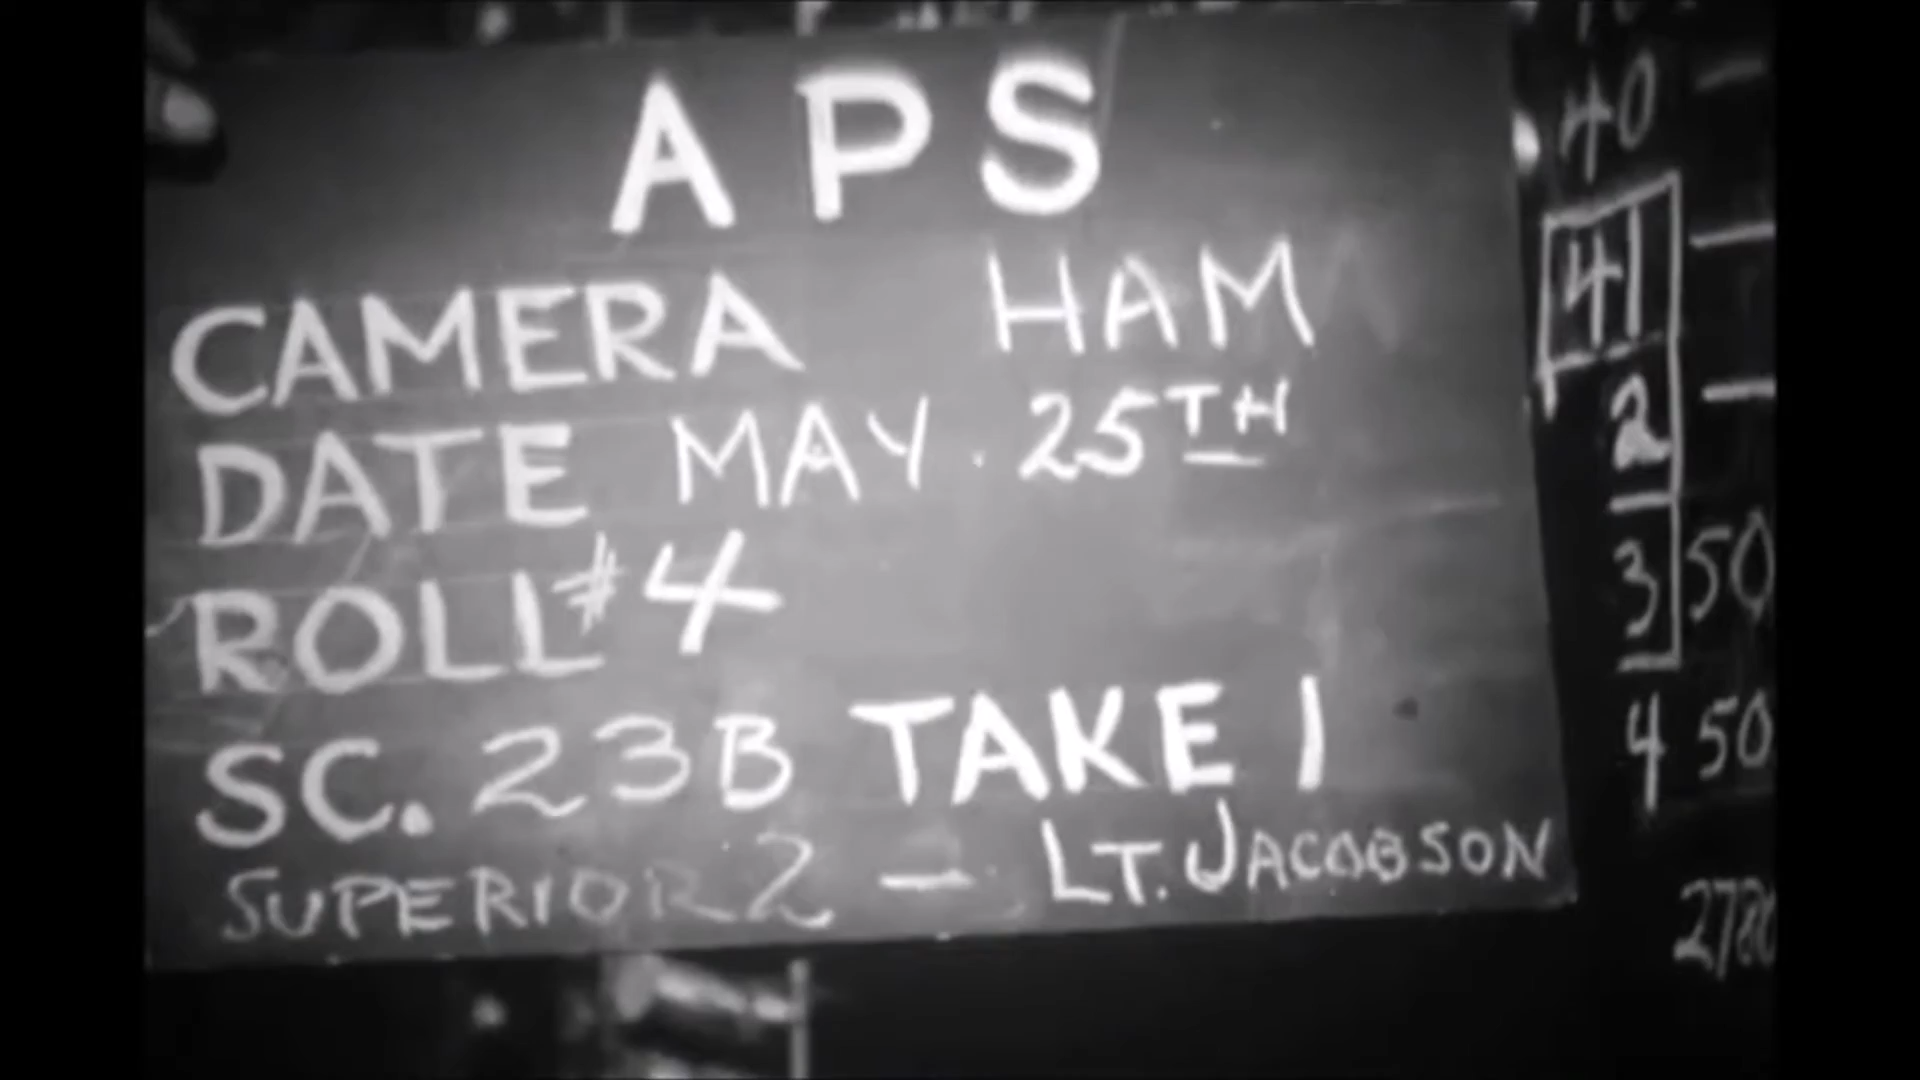 APS
CAMERA HAM
DATE MAY. 25TH
ROLL #4
SC. 23B TAKE 1
SUPERIOR 2 — LT. JACOBSON
40
41
2
3 50
4 50